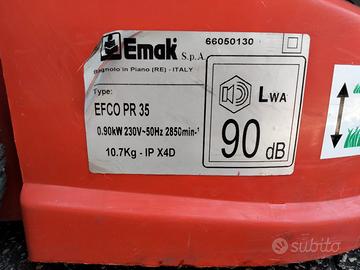 Emak S.p.A.
66050130
Bagnolo in Piano (RE) - ITALY
Type:
EFCO PR 35
0.90kW 230V~50Hz 2850min-¹
10.7Kg - IP X4D
LWA
90 dB
subito